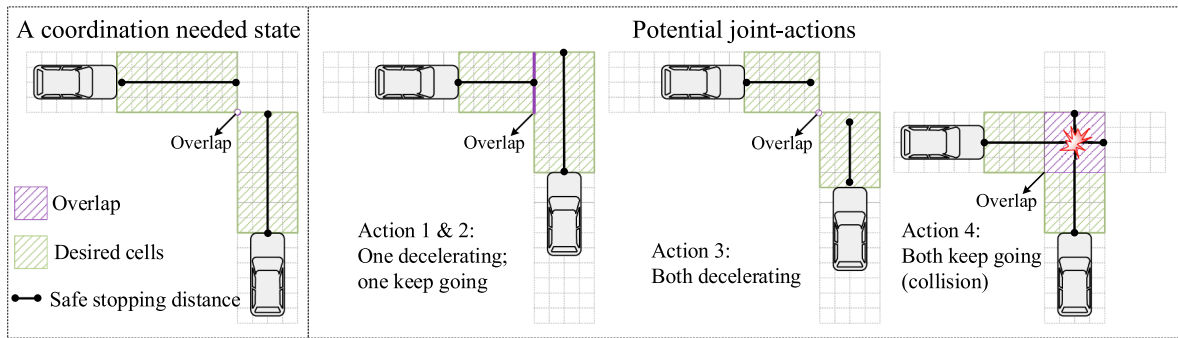 A coordination needed state
Overlap
Overlap
Desired cells
Safe stopping distance
Potential joint-actions
Overlap
Action 1 & 2:
One decelerating;
one keep going
Overlap
Action 3:
Both decelerating
Overlap
Action 4:
Both keep going
(collision)